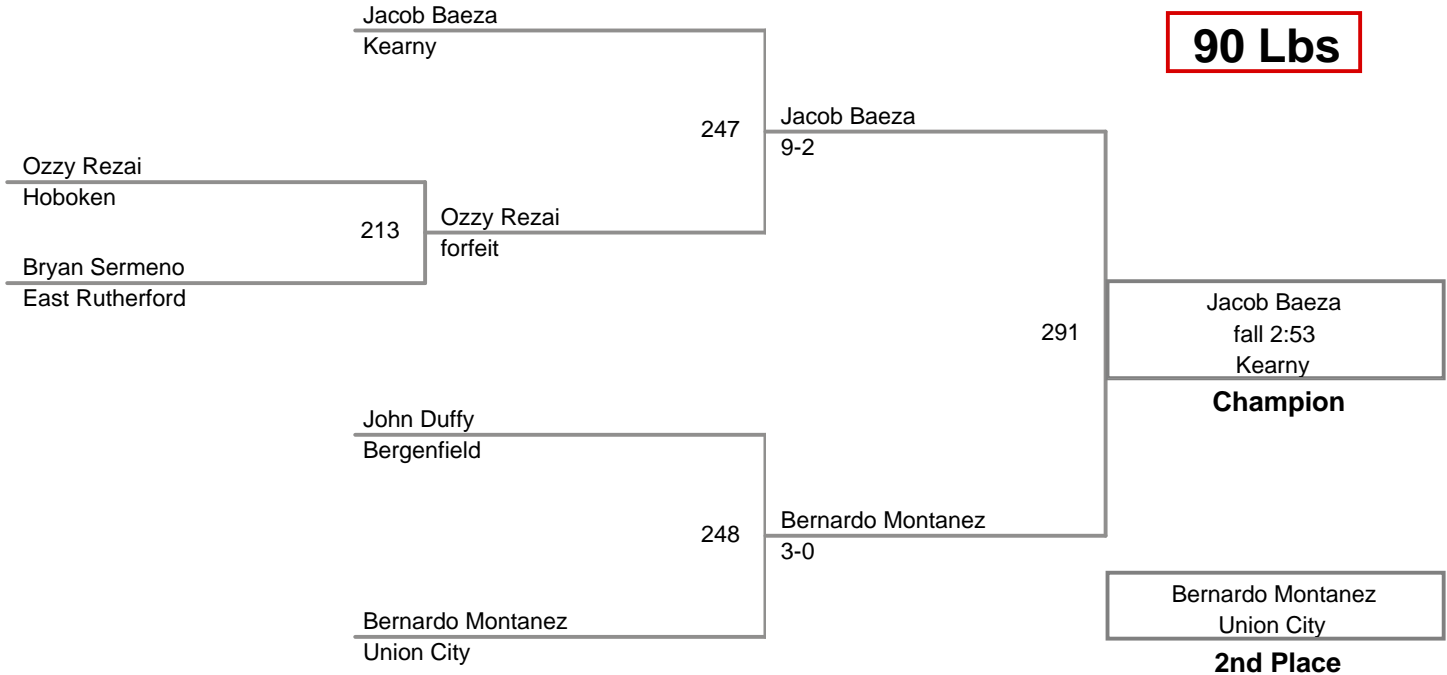 Jacob Baeza
Kearny
90 Lbs
247
Jacob Baeza
9-2
Ozzy Rezai
Hoboken
213
Ozzy Rezai
forfeit
Bryan Sermeno
East Rutherford
291
Jacob Baeza
fall 2:53
Kearny
Champion
John Duffy
Bergenfield
248
Bernardo Montanez
3-0
Bernardo Montanez
Union City
Bernardo Montanez
Union City
2nd Place